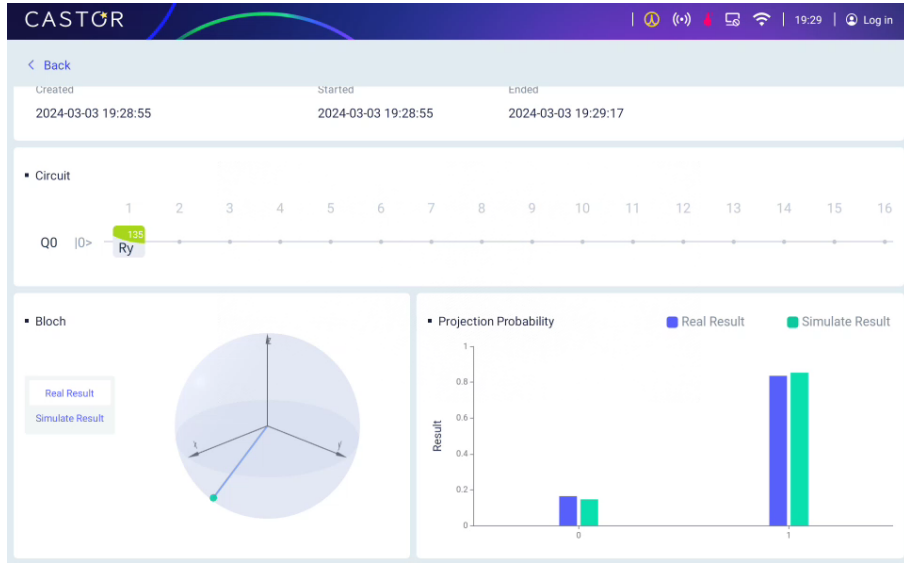 CASTOR
19:29
Log in
Back
Created Started Ended
2024-03-03 19:28:55 2024-03-03 19:28:55 2024-03-03 19:29:17
Circuit
1 2 3 4 5 6 7 8 9 10 11 12 13 14 15 16
135
Q0 |0> Ry
Bloch
Real Result
Simulate Result
z
x
y
Projection Probability
Real Result Simulate Result
1
0.8
0.6
0.4
0.2
0
Result
0 1